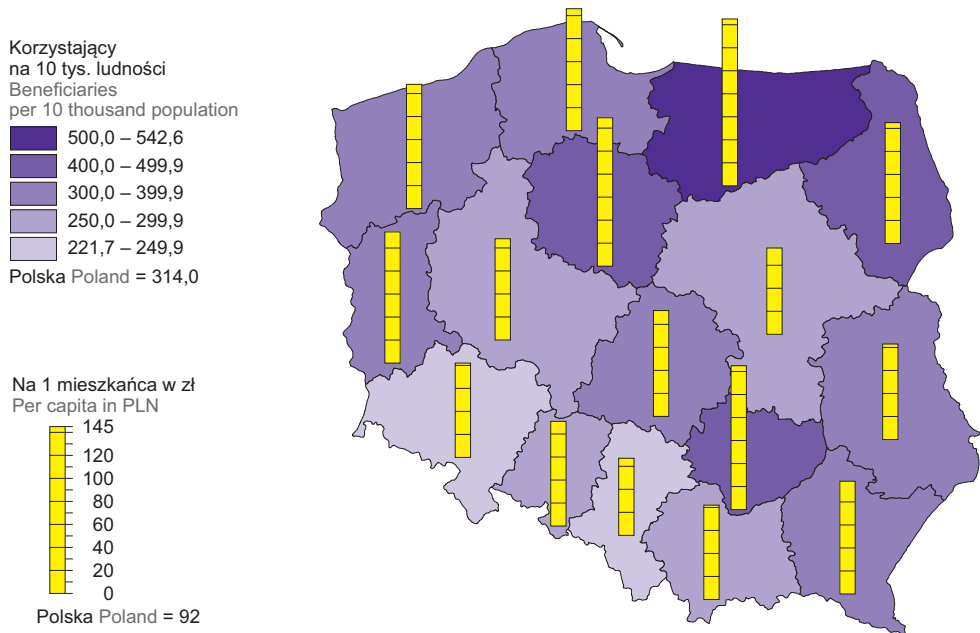 Korzystający
na 10 tys. ludności
Beneficiaries
per 10 thousand population
500,0 – 542,6
400,0 – 499,9
300,0 – 399,9
250,0 – 299,9
221,7 – 249,9
Polska Poland = 314,0
Na 1 mieszkańca w zł
Per capita in PLN
145
120
100
80
60
40
20
0
Polska Poland = 92